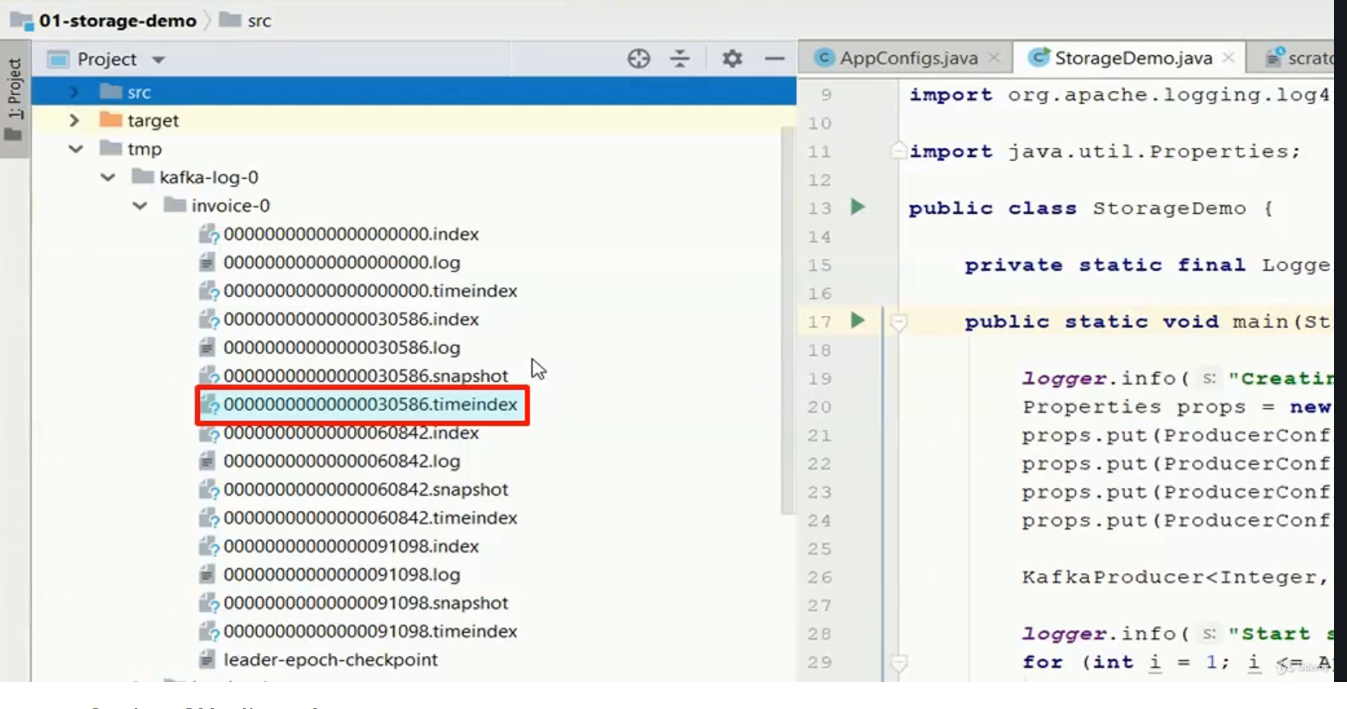 01-storage-demo src
1: Project
Project
src
target
tmp
kafka-log-0
invoice-0
00000000000000000000.index
00000000000000000000.log
00000000000000000000.timeindex
00000000000000030586.index
00000000000000030586.log
00000000000000030586.snapshot
00000000000000030586.timeindex
00000000000000060842.index
00000000000000060842.log
00000000000000060842.snapshot
00000000000000060842.timeindex
00000000000000091098.index
00000000000000091098.log
00000000000000091098.snapshot
00000000000000091098.timeindex
leader-epoch-checkpoint
AppConfigs.java StorageDemo.java scratc
9 import org.apache.logging.log4
10
11 import java.util.Properties;
12
13 public class StorageDemo {
14
15 private static final Logge
16
17 public static void main(St
18
19 logger.info( s: "Creatin
20 Properties props = new
21 props.put(ProducerConf
22 props.put(ProducerConf
23 props.put(ProducerConf
24 props.put(ProducerConf
25
26 KafkaProducer<Integer,
27
28 logger.info( s: "Start s
29 for (int i = 1; i <= A